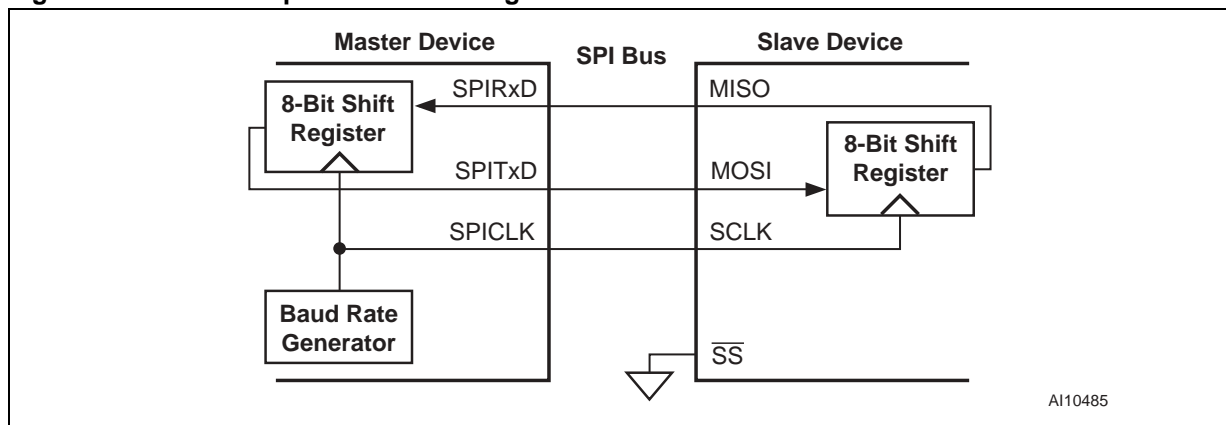 Master Device
SPI Bus
Slave Device
8-Bit Shift
Register
SPIRxD
MISO
8-Bit Shift
Register
SPITxD
MOSI
SPICLK
SCLK
Baud Rate
Generator
SS
AI10485